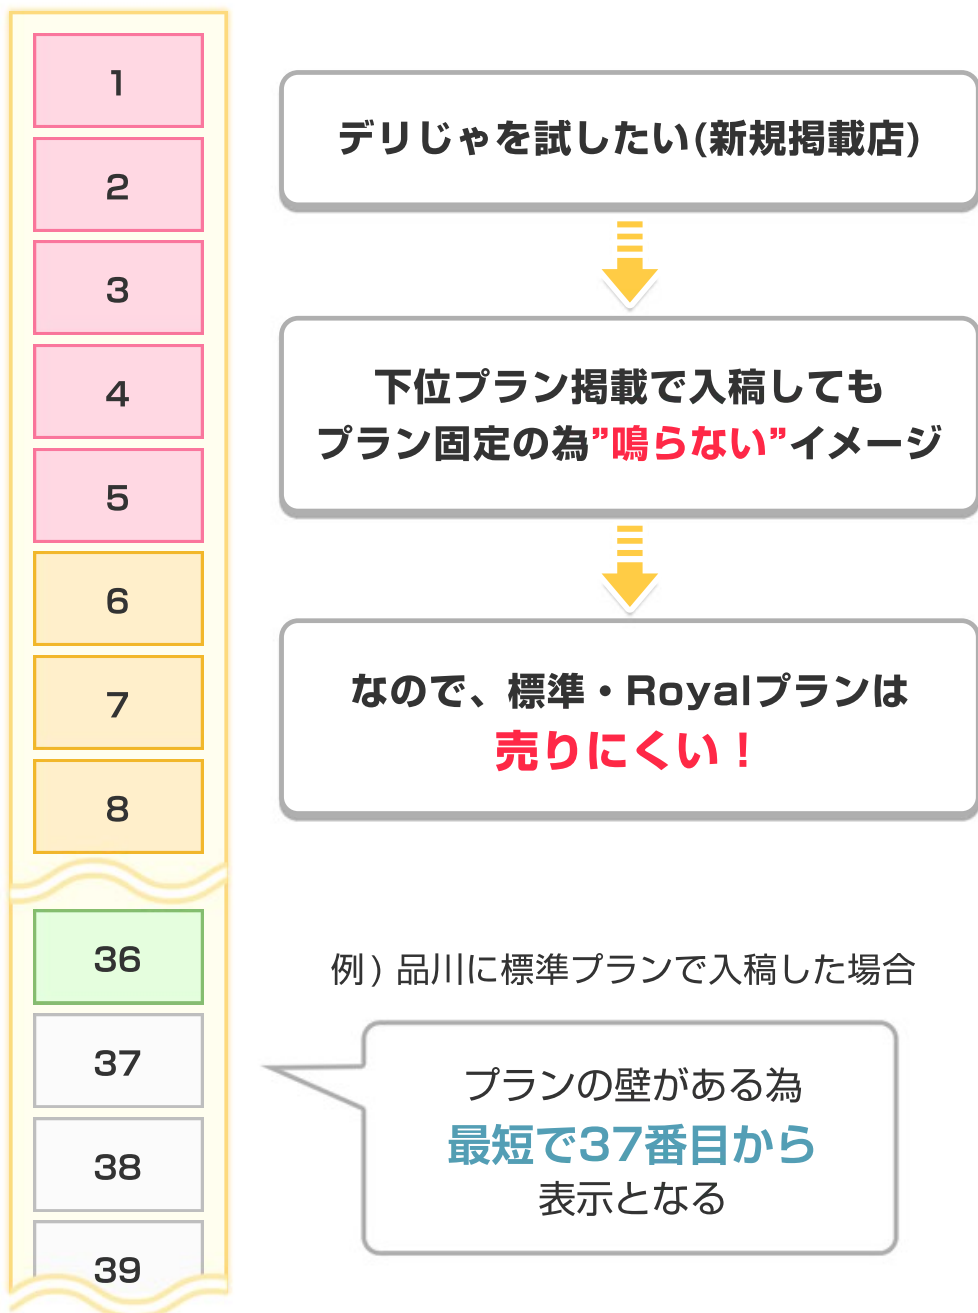 1
2
3
4
5
6
7
8
36
37
38
39
デリじゃを試したい(新規掲載店)
下位プラン掲載で入稿しても
プラン固定の為”鳴らない”イメージ
なので、標準・Royalプランは
売りにくい！
例) 品川に標準プランで入稿した場合
プランの壁がある為
最短で37番目から
表示となる